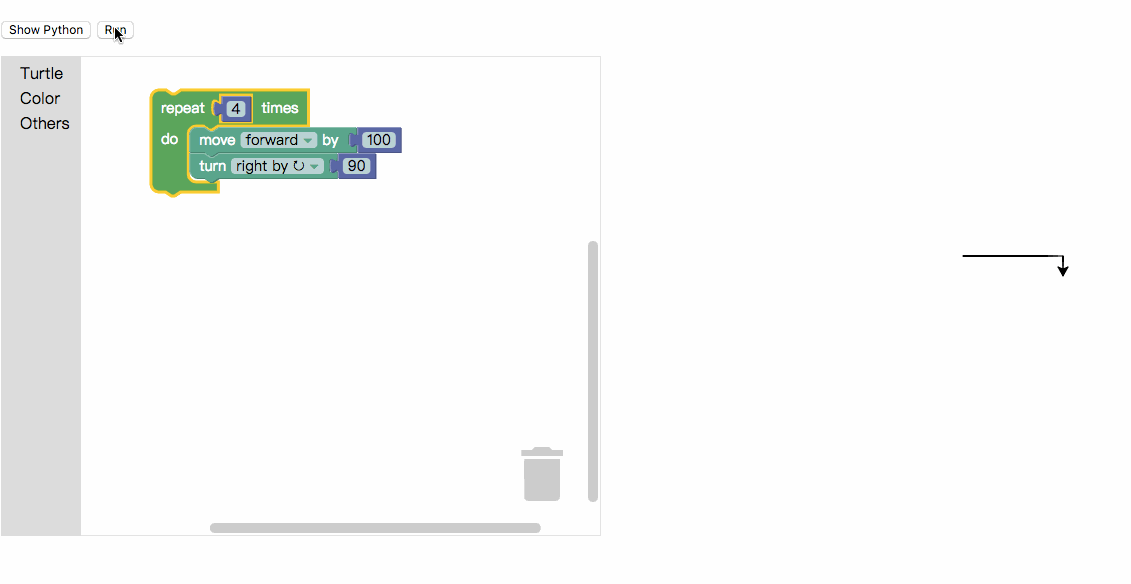 Show Python Run
Turtle
Color
Others
repeat 4 times
do move forward by 100
turn right by ↻ 90